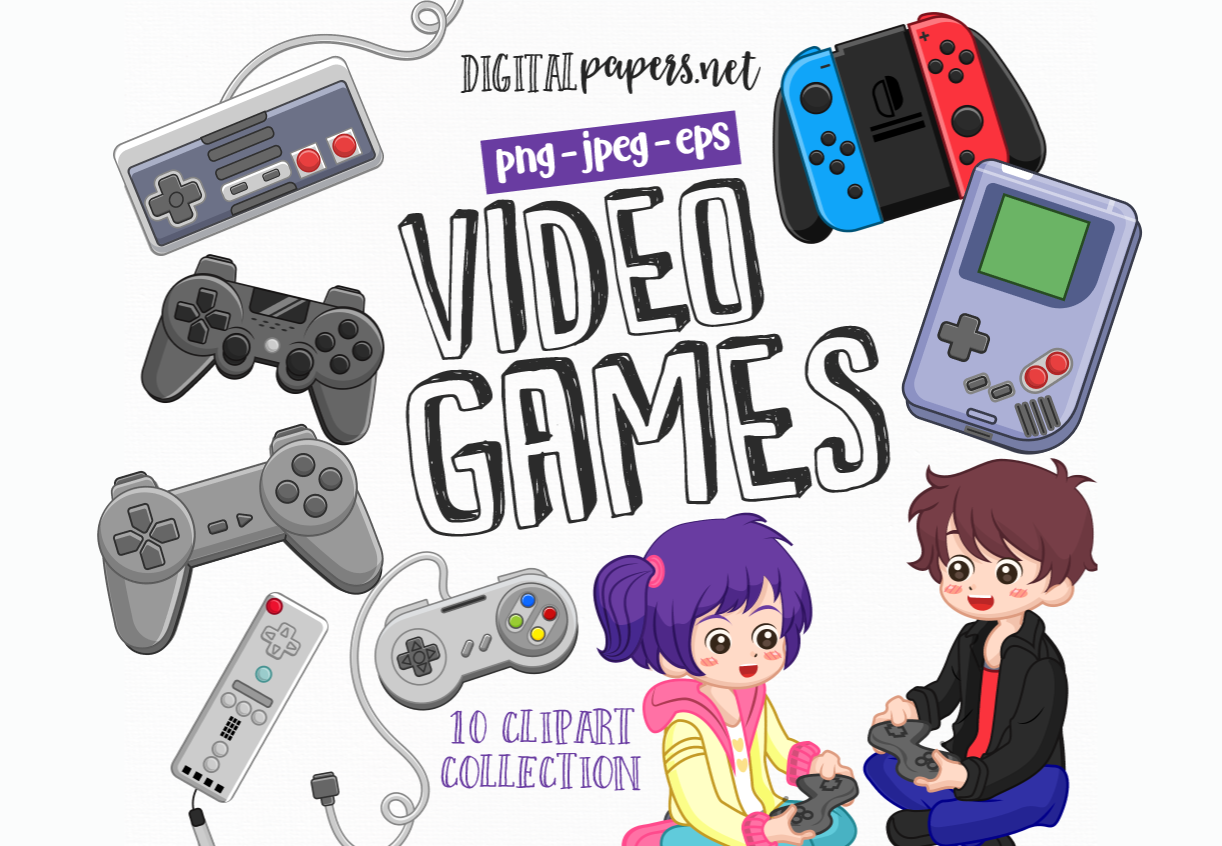 DIGITALpapers.net
png - jpeg - eps
VIDEO
GAMES
10 CLIPART
COLLECTION